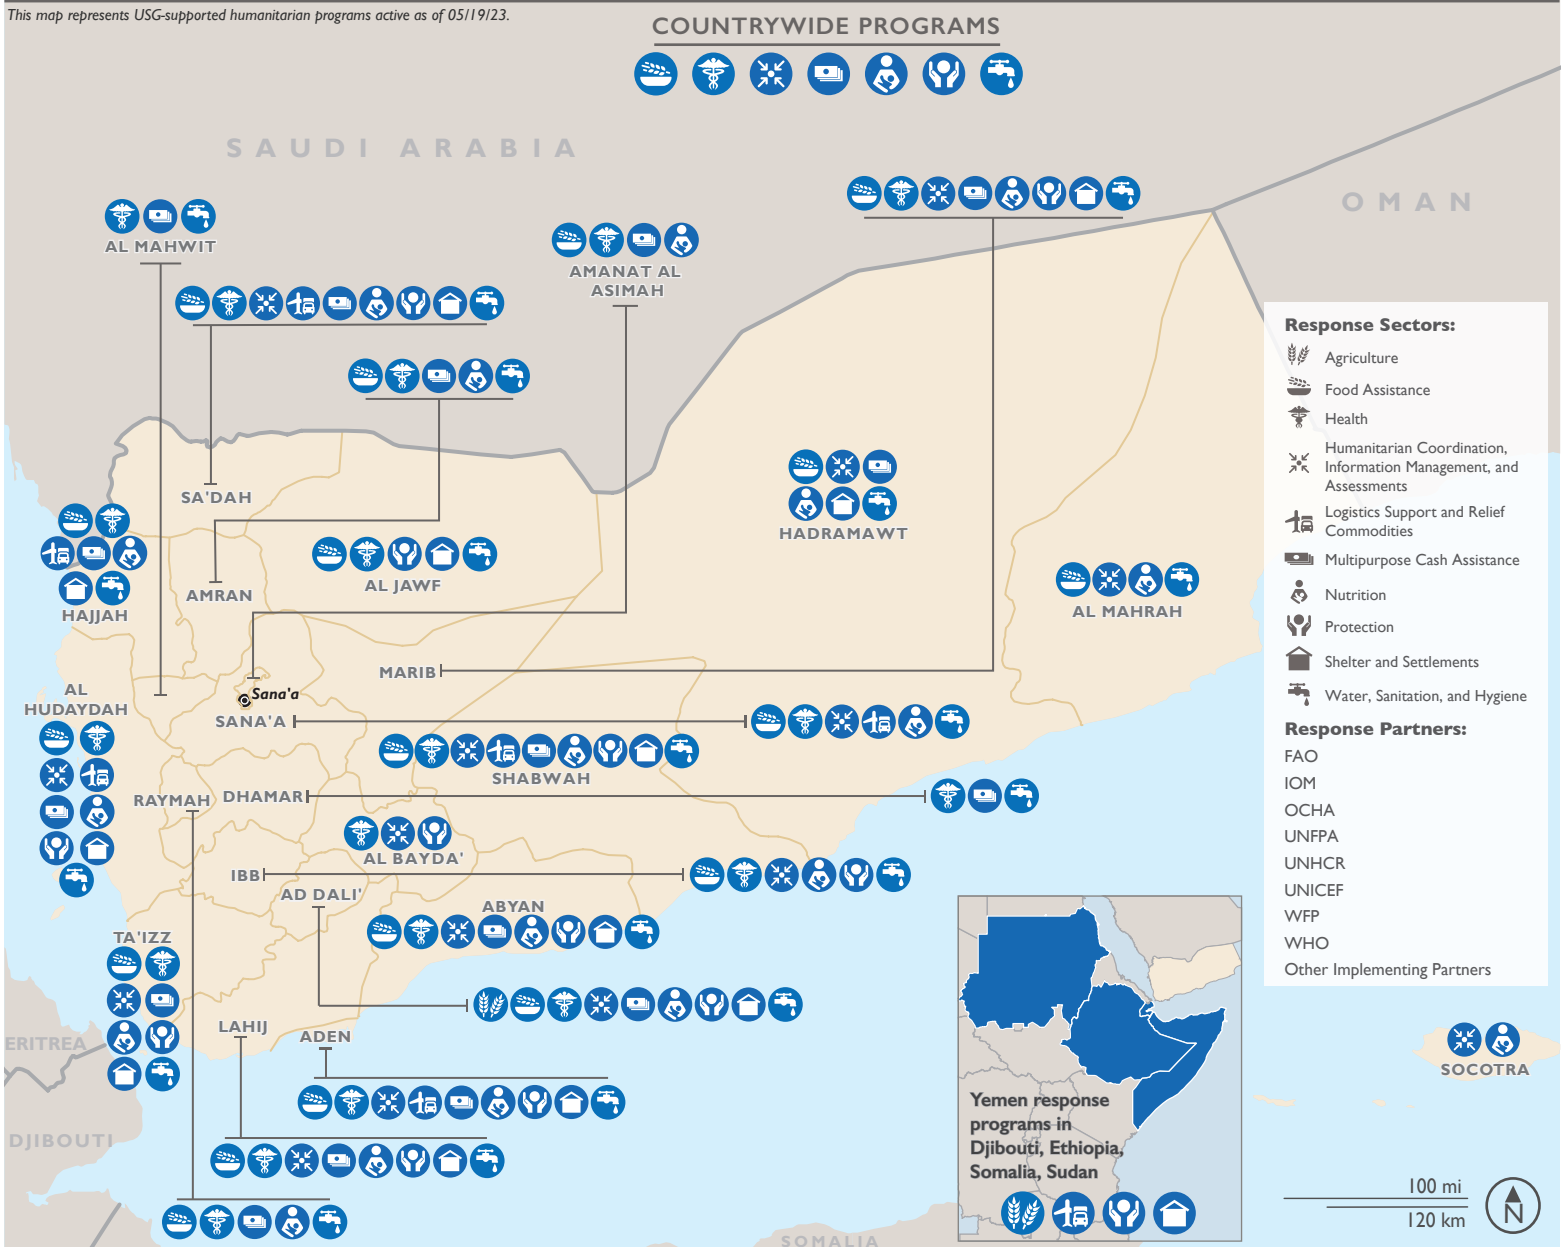 This map represents USG-supported humanitarian programs active as of 05/19/23.
COUNTRYWIDE PROGRAMS
SAUDI ARABIA
OMAN
AL MAHWIT
AMANAT AL
ASIMAH
SA'DAH
AMRAN
AL JAWF
HAJJAH
HADRAMAWT
AL MAHRAH
MARIB
AL
HUDAYDAH
Sana'a
SANA'A
SHABWAH
RAYMAH
DHAMAR
AL BAYDA'
IBB
AD DALI'
ABYAN
TA'IZZ
LAHIJ
ADEN
ERITREA
DJIBOUTI
SOMALIA
SOCOTRA
Response Sectors:
Agriculture
Food Assistance
Health
Humanitarian Coordination,
Information Management, and
Assessments
Logistics Support and Relief
Commodities
Multipurpose Cash Assistance
Nutrition
Protection
Shelter and Settlements
Water, Sanitation, and Hygiene
Response Partners:
FAO
IOM
OCHA
UNFPA
UNHCR
UNICEF
WFP
WHO
Other Implementing Partners
Yemen response
programs in
Djibouti, Ethiopia,
Somalia, Sudan
100 mi
120 km
N